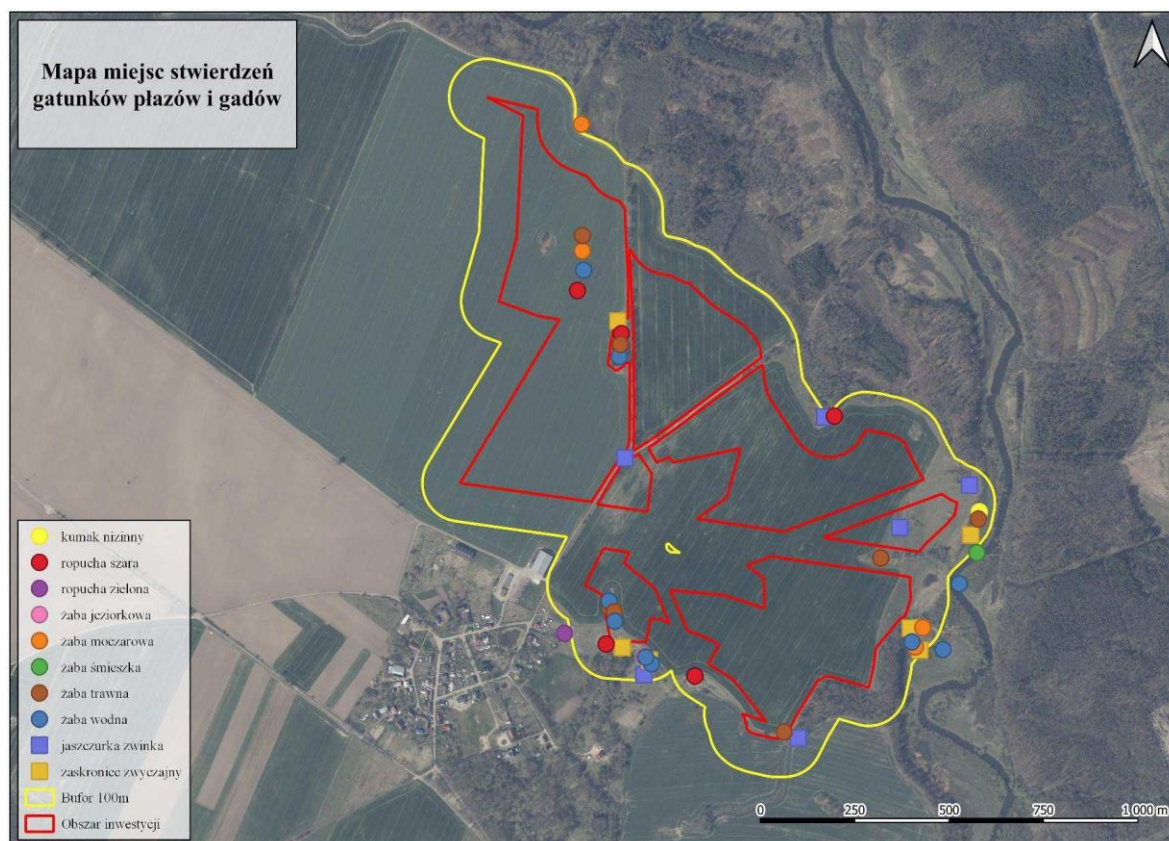 Mapa miejsc stwierdzeń
gatunków płazów i gadów
kumak nizinny
ropucha szara
ropucha zielona
żaba jeziorkowa
żaba moczarowa
żaba śmieszka
żaba trawna
żaba wodna
jaszczurka zwinka
zaskroniec zwyczajny
Bufor 100m
Obszar inwestycji
0 250 500 750 1 000 m